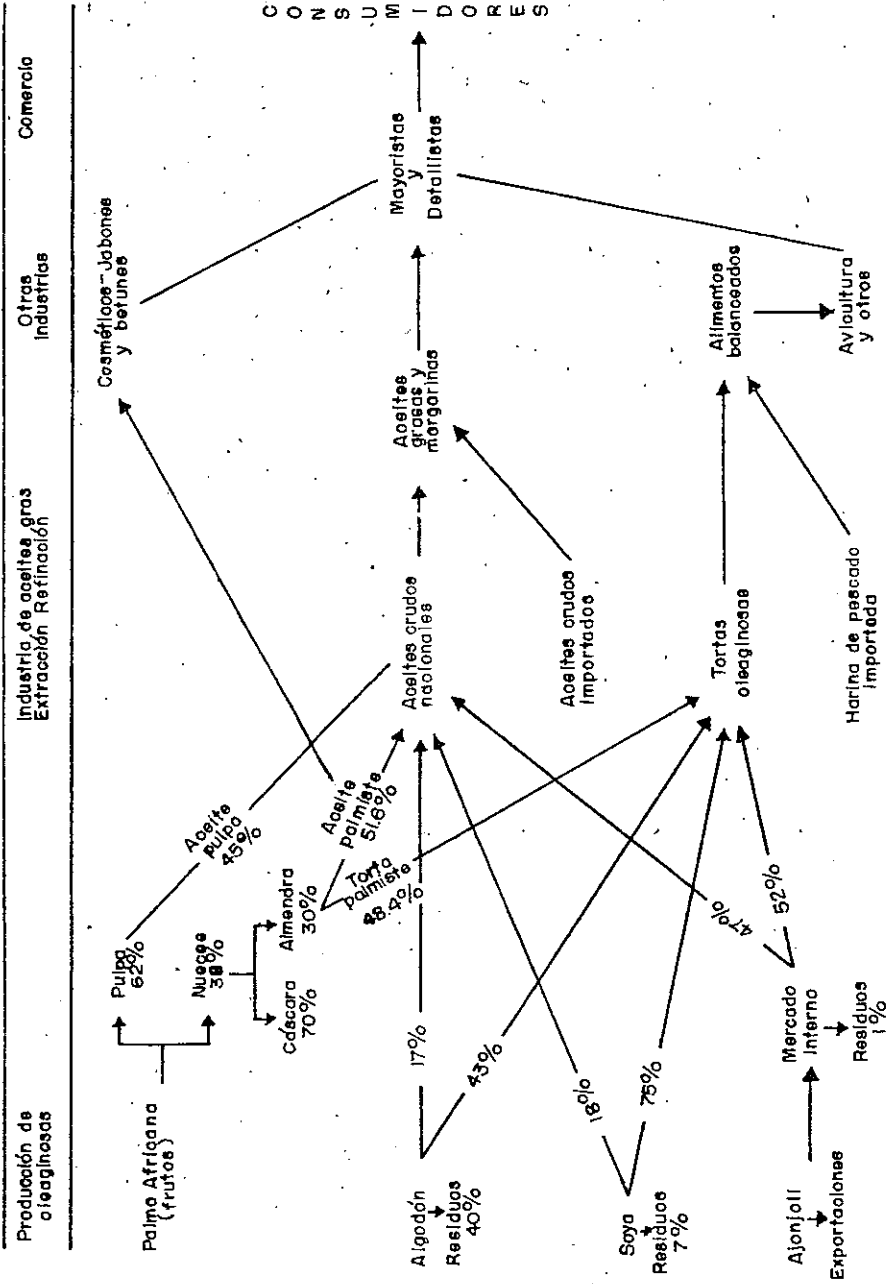 Producción de
oleaginosas
Industria de aceites gras
Extracción Refinación
Otras
Industrias
Comercio
Palma Africana
(frutos)
Pulpa
62%
Nueces
38%
Cáscara
70%
Almendra
30%
Aceite
pulpa
45%
Aceite
palmiste
51.6%
Torta
palmiste
48.4%
Cosméticos-Jabones
y betunes
Algodón
Residuos
40%
17%
43%
Aceites crudos
nacionales
Aceites
grasas y
margarinas
Mayoristas
y
Detallistas
CONSUMIDORES
Aceites crudos
importados
Soya
Residuos
7%
18%
75%
Tortas
oleaginosas
Alimentos
balanceados
Avicultura
y otros
Harina de pescado
importada
Ajonjolí
Exportaciones
Mercado
Interno
Residuos
1%
47%
52%